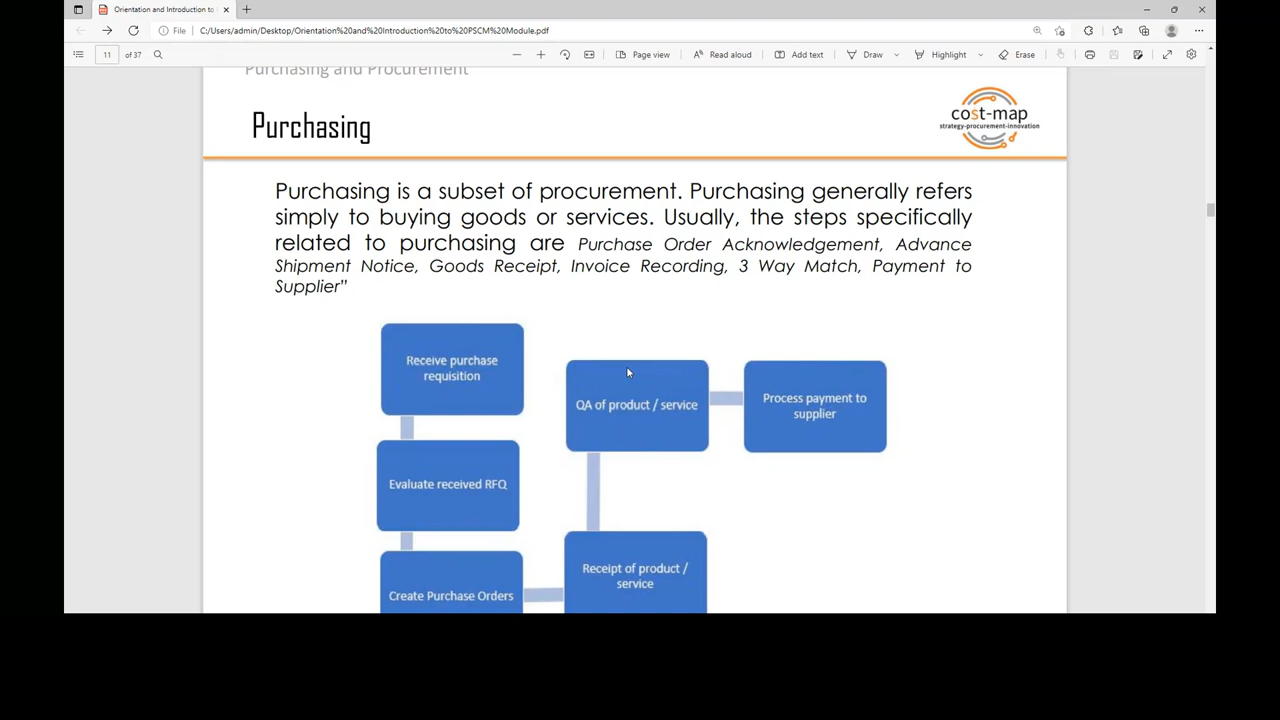 Orientation and Introduction to
File
C:/Users/admin/Desktop/Orientation%20and%20Introduction%20to%20PSCM%20Module.pdf
11 of 37
Page view
Read aloud
Add text
Draw
Highlight
Erase
Purchasing and Procurement
Purchasing
cost-map
strategy-procurement-innovation
Purchasing is a subset of procurement. Purchasing generally refers
simply to buying goods or services. Usually, the steps specifically
related to purchasing are Purchase Order Acknowledgement, Advance
Shipment Notice, Goods Receipt, Invoice Recording, 3 Way Match, Payment to
Supplier”
Receive purchase
requisition
Evaluate received RFQ
Create Purchase Orders
Receipt of product /
service
QA of product / service
Process payment to
supplier